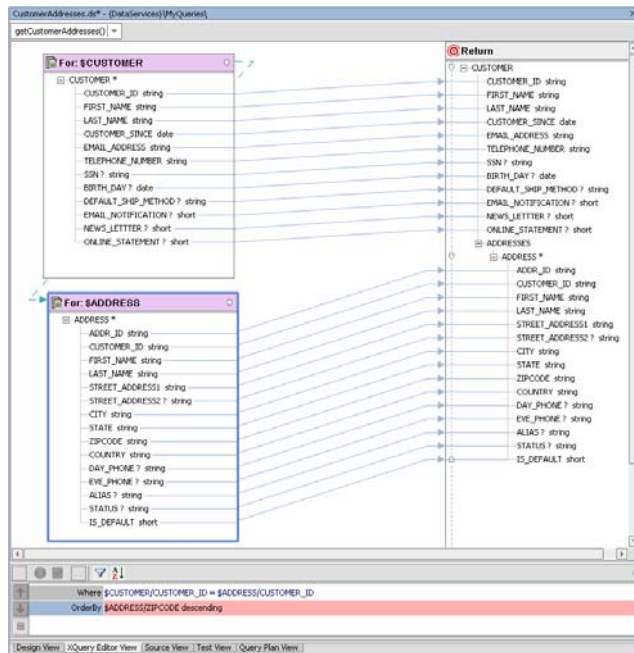 CustomerAddresses.ds* - {DataServices}\MyQueries\
getCustomerAddresses()
For: $CUSTOMER
CUSTOMER *
CUSTOMER_ID string
FIRST_NAME string
LAST_NAME string
CUSTOMER_SINCE date
EMAIL_ADDRESS string
TELEPHONE_NUMBER string
SSN ? string
BIRTH_DAY ? date
DEFAULT_SHIP_METHOD ? string
EMAIL_NOTIFICATION ? short
NEWS_LETTTER ? short
ONLINE_STATEMENT ? short
For: $ADDRESS
ADDRESS *
ADDR_ID string
CUSTOMER_ID string
FIRST_NAME string
LAST_NAME string
STREET_ADDRESS1 string
STREET_ADDRESS2 ? string
CITY string
STATE string
ZIPCODE string
COUNTRY string
DAY_PHONE ? string
EVE_PHONE ? string
ALIAS ? string
STATUS ? string
IS_DEFAULT short
Return
CUSTOMER
CUSTOMER_ID string
FIRST_NAME string
LAST_NAME string
CUSTOMER_SINCE date
EMAIL_ADDRESS string
TELEPHONE_NUMBER string
SSN ? string
BIRTH_DAY ? date
DEFAULT_SHIP_METHOD ? string
EMAIL_NOTIFICATION ? short
NEWS_LETTTER ? short
ONLINE_STATEMENT ? short
ADDRESSES
ADDRESS *
ADDR_ID string
CUSTOMER_ID string
FIRST_NAME string
LAST_NAME string
STREET_ADDRESS1 string
STREET_ADDRESS2 ? string
CITY string
STATE string
ZIPCODE string
COUNTRY string
DAY_PHONE ? string
EVE_PHONE ? string
ALIAS ? string
STATUS ? string
IS_DEFAULT short
Where $CUSTOMER/CUSTOMER_ID = $ADDRESS/CUSTOMER_ID
OrderBy $ADDRESS/ZIPCODE descending
Design View XQuery Editor View Source View Test View Query Plan View